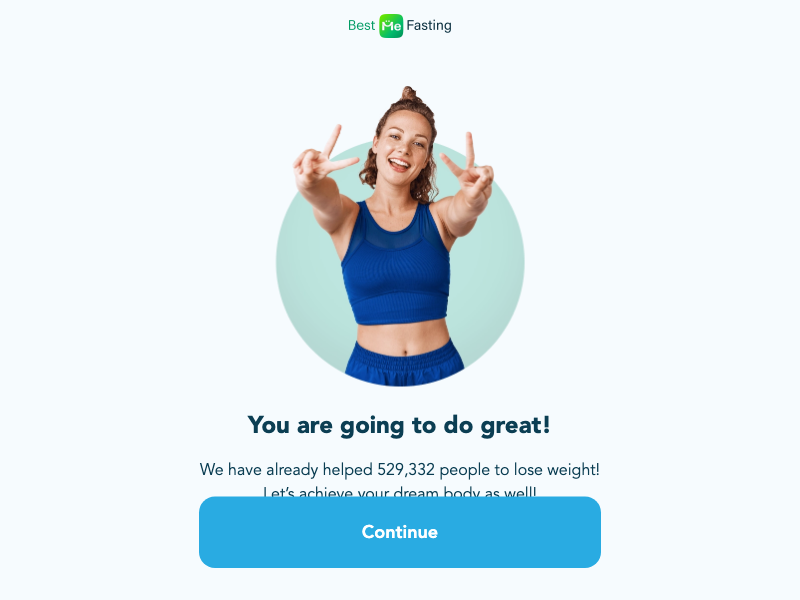 Best Me Fasting
You are going to do great!
We have already helped 529,332 people to lose weight!
Let's achieve your dream body as well!
Continue